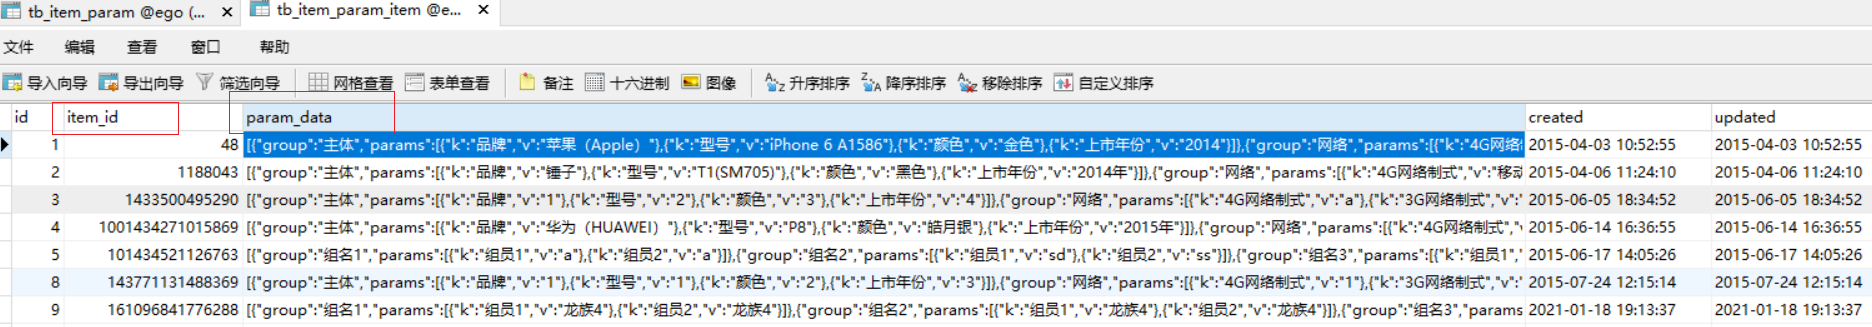 tb_item_param @ego (... × tb_item_param_item @e... ×
文件 编辑 查看 窗口 帮助
导入向导 导出向导 筛选向导 网格查看 表单查看 备注 十六进制 图像 升序排序 降序排序 移除排序 自定义排序
id item_id param_data created updated
1 48 [{"group":"主体","params":[{"k":"品牌","v":"苹果（Apple）"},{"k":"型号","v":"iPhone 6 A1586"},{"k":"颜色","v":"金色"},{"k":"上市年份","v":"2014"}]},{"group":"网络","params":[{"k":"4G网络 2015-04-03 10:52:55 2015-04-03 10:52:55
2 1188043 [{"group":"主体","params":[{"k":"品牌","v":"锤子"},{"k":"型号","v":"T1(SM705)"},{"k":"颜色","v":"黑色"},{"k":"上市年份","v":"2014年"}]},{"group":"网络","params":[{"k":"4G网络制式","v":"移动 2015-04-06 11:24:10 2015-04-06 11:24:10
3 1433500495290 [{"group":"主体","params":[{"k":"品牌","v":"1"},{"k":"型号","v":"2"},{"k":"颜色","v":"3"},{"k":"上市年份","v":"4"}]},{"group":"网络","params":[{"k":"4G网络制式","v":"a"},{"k":"3G网络制式","v":" 2015-06-05 18:34:52 2015-06-05 18:34:52
4 1001434271015869 [{"group":"主体","params":[{"k":"品牌","v":"华为（HUAWEI）"},{"k":"型号","v":"P8"},{"k":"颜色","v":"皓月银"},{"k":"上市年份","v":"2015年"}]},{"group":"网络","params":[{"k":"4G网络制式"," 2015-06-14 16:36:55 2015-06-14 16:36:55
5 101434521126763 [{"group":"组名1","params":[{"k":"组员1","v":"a"},{"k":"组员2","v":"a"}]},{"group":"组名2","params":[{"k":"组员1","v":"sd"},{"k":"组员2","v":"ss"}]},{"group":"组名3","params":[{"k":"组员1"," 2015-06-17 14:05:26 2015-06-17 14:05:26
8 143771131488369 [{"group":"主体","params":[{"k":"品牌","v":"1"},{"k":"型号","v":"1"},{"k":"颜色","v":"2"},{"k":"上市年份","v":"3"}]},{"group":"网络","params":[{"k":"4G网络制式","v":"1"},{"k":"3G网络制式","v":" 2015-07-24 12:15:14 2015-07-24 12:15:14
9 161096841776288 [{"group":"组名1","params":[{"k":"组员1","v":"龙族4"},{"k":"组员2","v":"龙族4"}]},{"group":"组名2","params":[{"k":"组员1","v":"龙族4"},{"k":"组员2","v":"龙族4"}]},{"group":"组名3","params 2021-01-18 19:13:37 2021-01-18 19:13:37